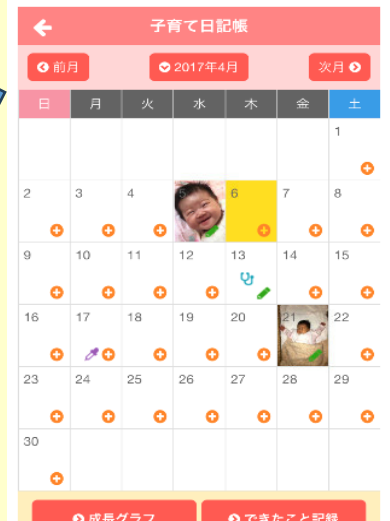 子育て日記帳
前月
2017年4月
次月
日 月 火 水 木 金 土
1
2 3 4 5 6 7 8
9 10 11 12 13 14 15
16 17 18 19 20 21 22
23 24 25 26 27 28 29
30
成長グラフ できたこと記録